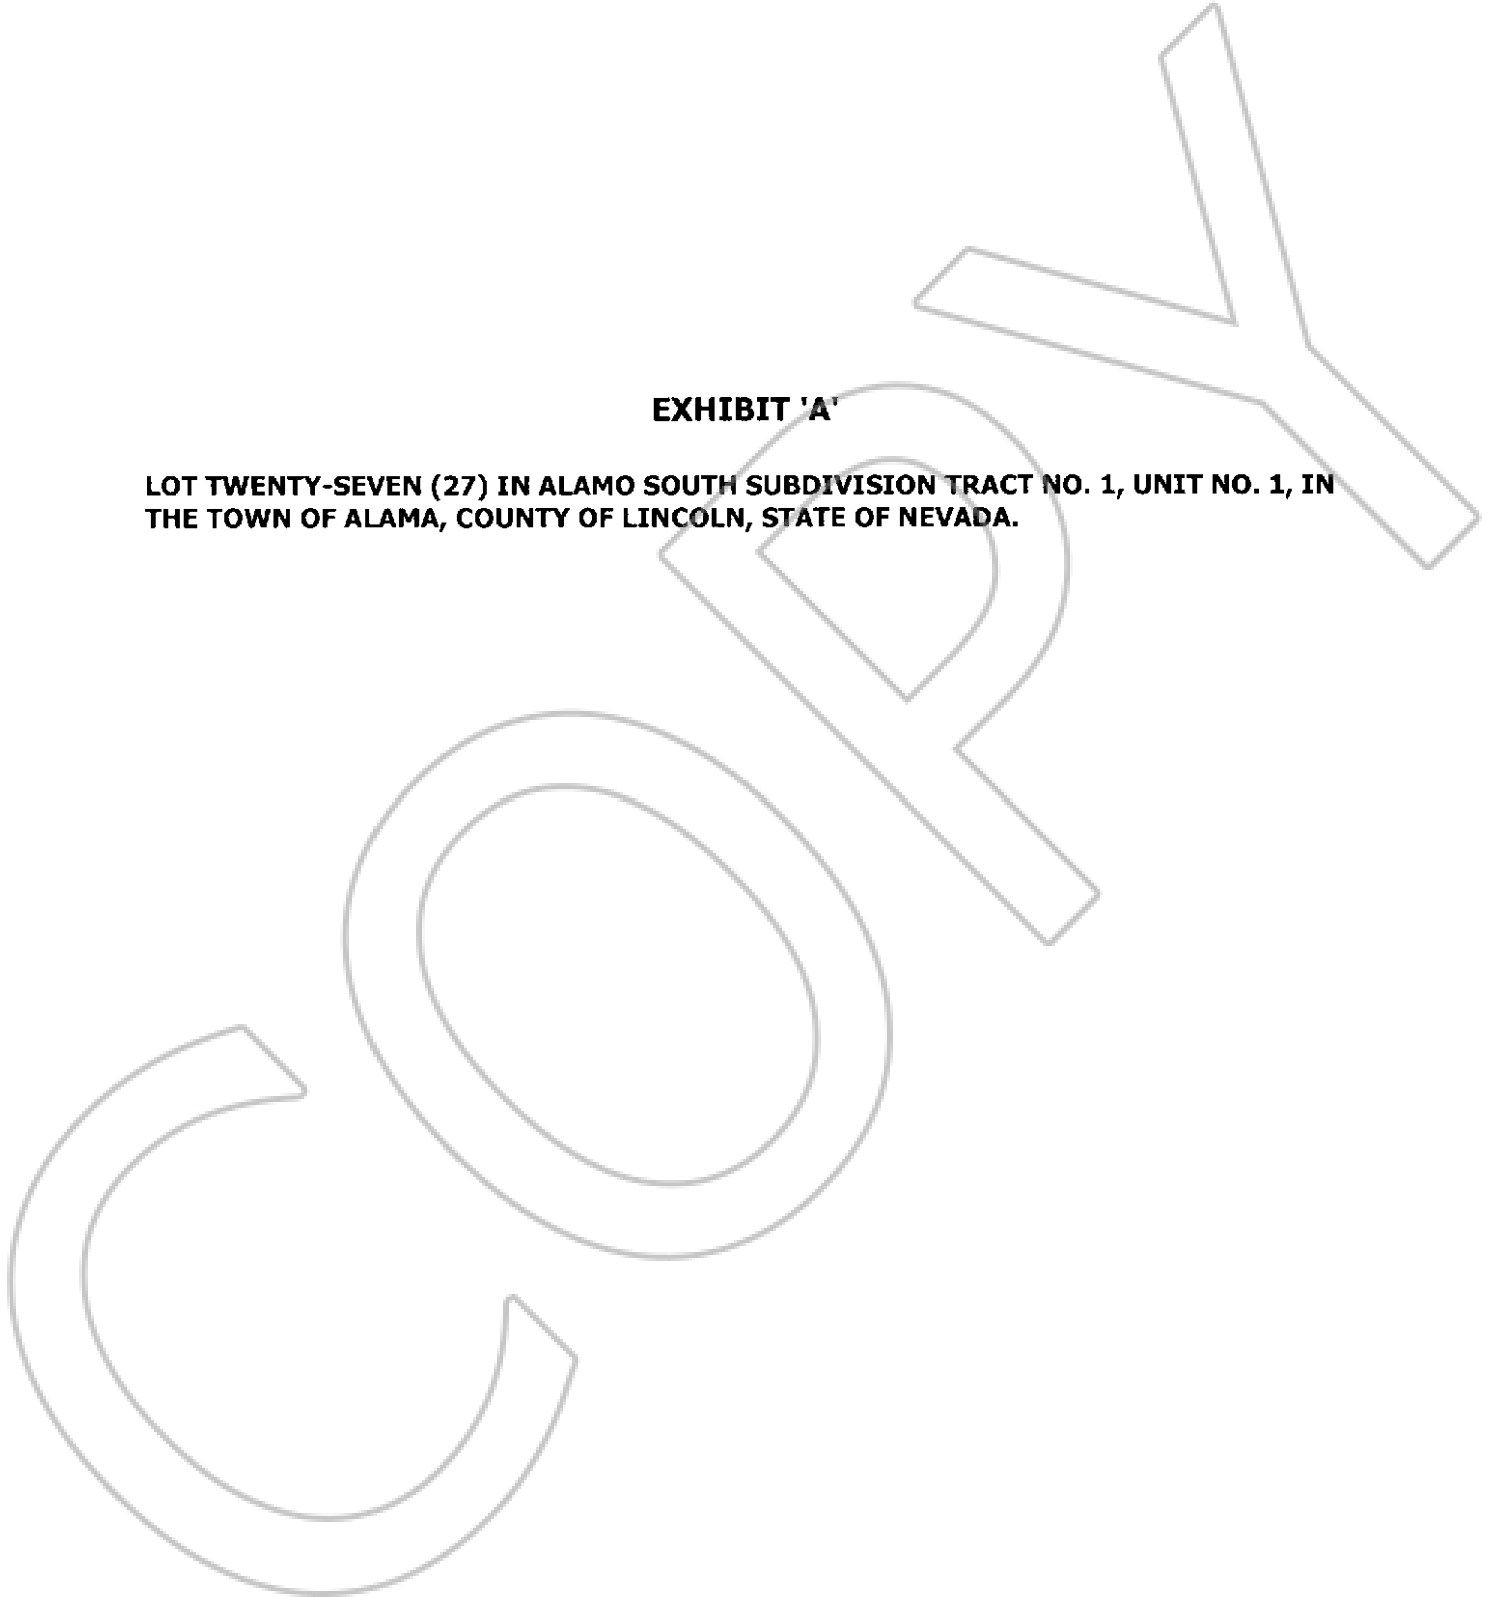 EXHIBIT 'A'
LOT TWENTY-SEVEN (27) IN ALAMO SOUTH SUBDIVISION TRACT NO. 1, UNIT NO. 1, IN
THE TOWN OF ALAMA, COUNTY OF LINCOLN, STATE OF NEVADA.
COPY